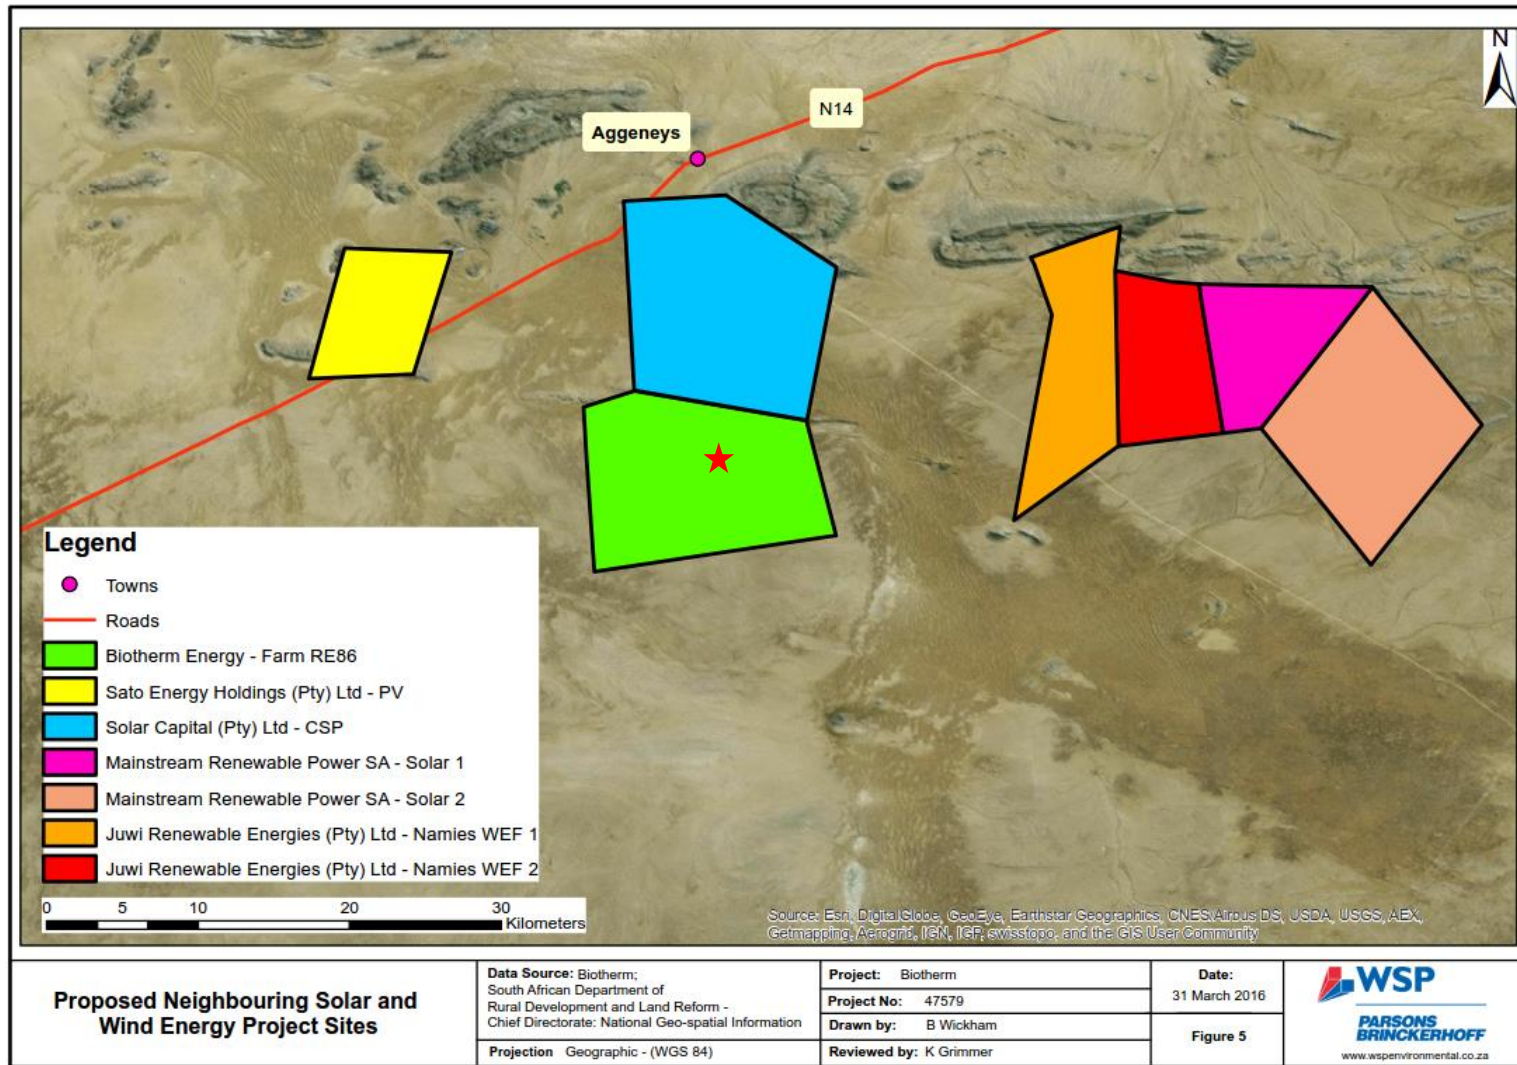 N
N14
Aggeneys
Legend
Towns
Roads
Biotherm Energy - Farm RE86
Sato Energy Holdings (Pty) Ltd - PV
Solar Capital (Pty) Ltd - CSP
Mainstream Renewable Power SA - Solar 1
Mainstream Renewable Power SA - Solar 2
Juwi Renewable Energies (Pty) Ltd - Namies WEF 1
Juwi Renewable Energies (Pty) Ltd - Namies WEF 2
0 5 10 20 30
Kilometers
Source: Esri, DigitalGlobe, GeoEye, Earthstar Geographics, CNES/Airbus DS, USDA, USGS, AEX,
Getmapping, Aerogrid, IGN, IGP, swisstopo, and the GIS User Community
Proposed Neighbouring Solar and
Wind Energy Project Sites
Data Source: Biotherm;
South African Department of
Rural Development and Land Reform -
Chief Directorate: National Geo-spatial Information
Projection Geographic - (WGS 84)
Project: Biotherm
Project No: 47579
Drawn by: B Wickham
Reviewed by: K Grimmer
Date:
31 March 2016
Figure 5
WSP
PARSONS
BRINCKERHOFF
www.wspenvironmental.co.za